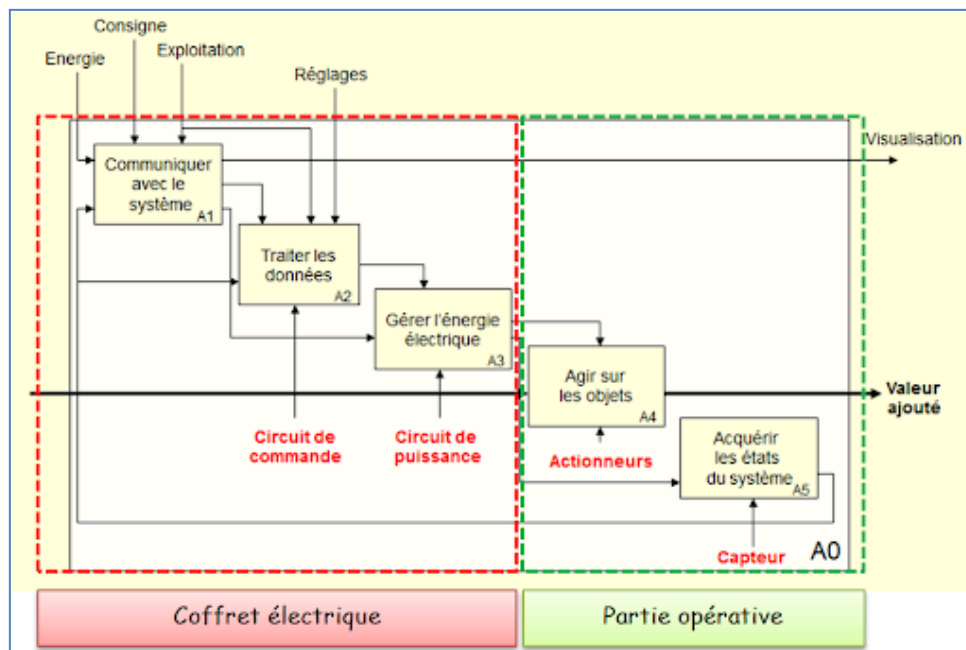 Consigne
Energie
Exploitation
Réglages
Visualisation
Communiquer
avec le
système
A1
Traiter les
données
A2
Gérer l'énergie
électrique
A3
Agir sur
les objets
A4
Valeur
ajouté
Circuit de
commande
Circuit de
puissance
Actionneurs
Acquérir
les états
du système
A5
Capteur
A0
Coffret électrique
Partie opérative